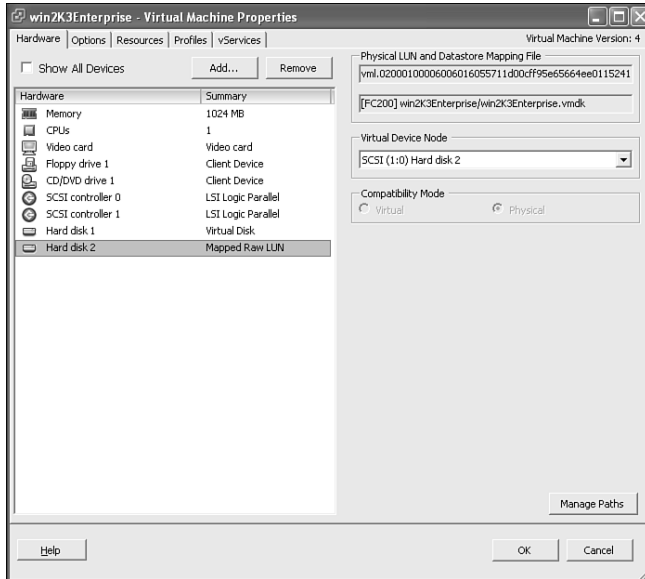 win2K3Enterprise - Virtual Machine Properties
Hardware Options Resources Profiles vServices Virtual Machine Version: 4
Show All Devices Add... Remove
Hardware Summary
Memory 1024 MB
CPUs 1
Video card Video card
Floppy drive 1 Client Device
CD/DVD drive 1 Client Device
SCSI controller 0 LSI Logic Parallel
SCSI controller 1 LSI Logic Parallel
Hard disk 1 Virtual Disk
Hard disk 2 Mapped Raw LUN
Physical LUN and Datastore Mapping File
vml.02000100006006016055711d00cff95e65664ee0115241
[FC200] win2K3Enterprise/win2K3Enterprise.vmdk
Virtual Device Node
SCSI (1:0) Hard disk 2
Compatibility Mode
Virtual Physical
Manage Paths
Help OK Cancel